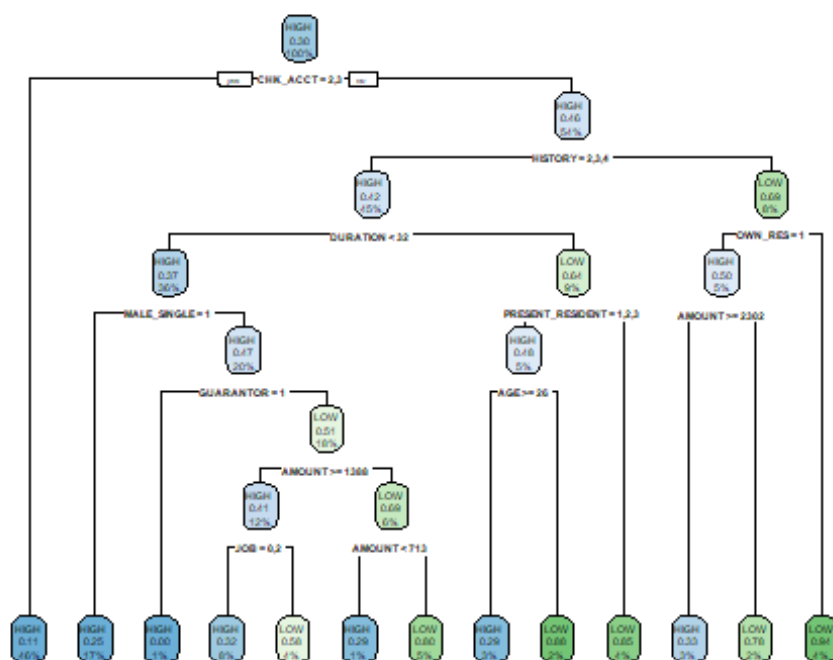 HIGH
0.30
100%
yes CHK_ACCT = 2,3
HIGH
0.46
54%
HISTORY = 2,3,4
HIGH
0.42
45%
LOW
0.69
8%
DURATION < 32
OWN_RES = 1
HIGH
0.37
36%
LOW
0.64
9%
HIGH
0.50
5%
MALE_SINGLE = 1
PRESENT_RESIDENT = 1,2,3
AMOUNT >= 2302
HIGH
0.47
20%
HIGH
0.48
5%
GUARANTOR = 1
AGE >= 26
LOW
0.51
18%
AMOUNT >= 1388
HIGH
0.41
12%
LOW
0.69
6%
JOB = 0,2
AMOUNT < 713
HIGH
0.11
46%
HIGH
0.25
17%
HIGH
0.00
1%
HIGH
0.32
8%
LOW
0.58
4%
HIGH
0.29
1%
LOW
0.80
5%
HIGH
0.29
3%
LOW
2%
LOW
0.85
4%
HIGH
0.33
3%
LOW
2%
LOW
0.94
4%